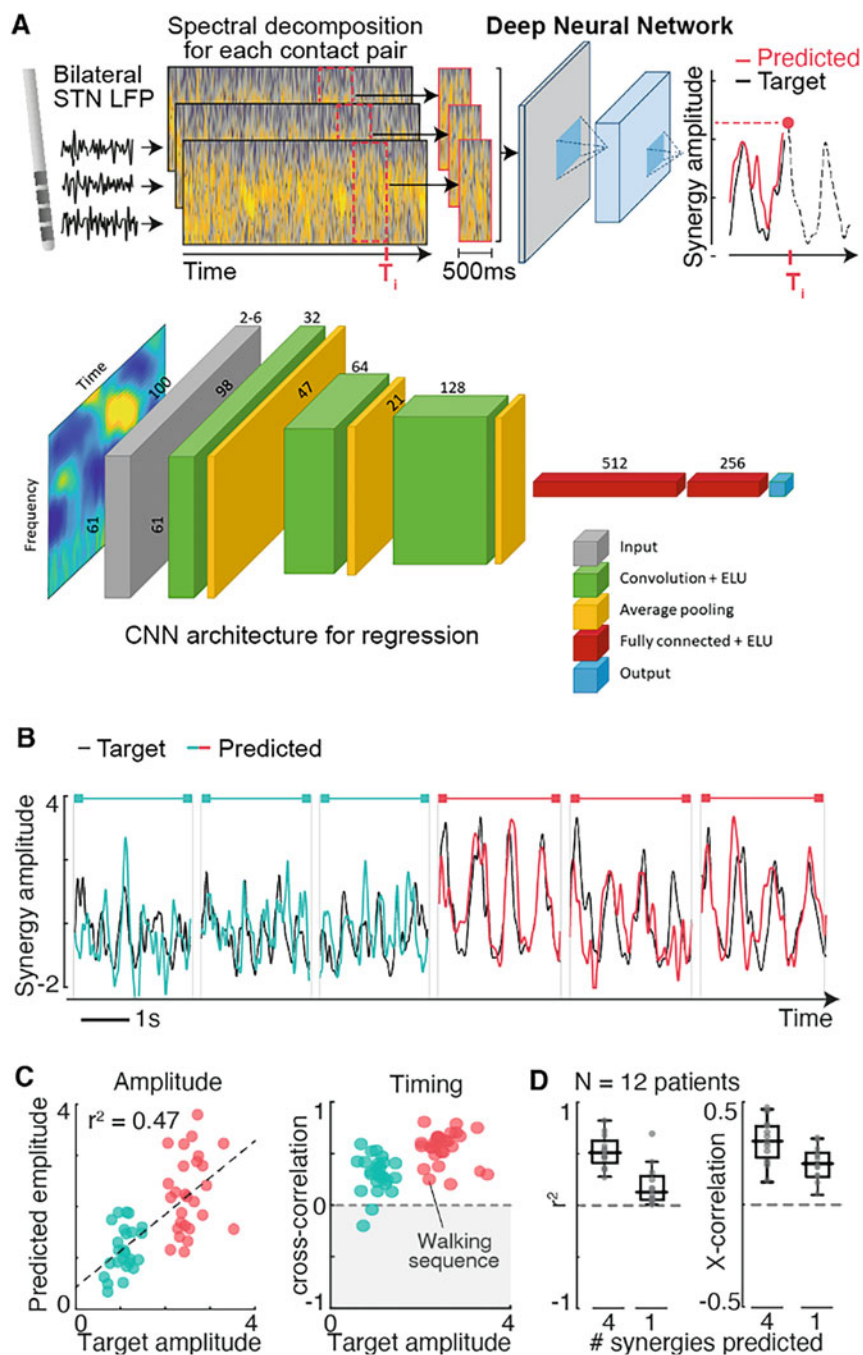 A
Spectral decomposition
for each contact pair
Deep Neural Network
Bilateral
STN LFP
Predicted
Target
Synergy amplitude
Time
Ti
500ms
Ti
Time
Frequency
61
100
2-6
61
98
32
47
64
21
128
512
256
Input
Convolution + ELU
Average pooling
Fully connected + ELU
Output
CNN architecture for regression
B
Target
Predicted
Synergy amplitude
4
-2
1s
Time
C
Amplitude
r² = 0.47
Predicted emplitude
4
0
0
4
Target amplitude
Timing
cross-correlation
1
0
-1
Walking
sequence
0
4
Target amplitude
D
N = 12 patients
r²
1
-1
4
1
X-correlation
0.5
-0.5
4
1
# synergies predicted